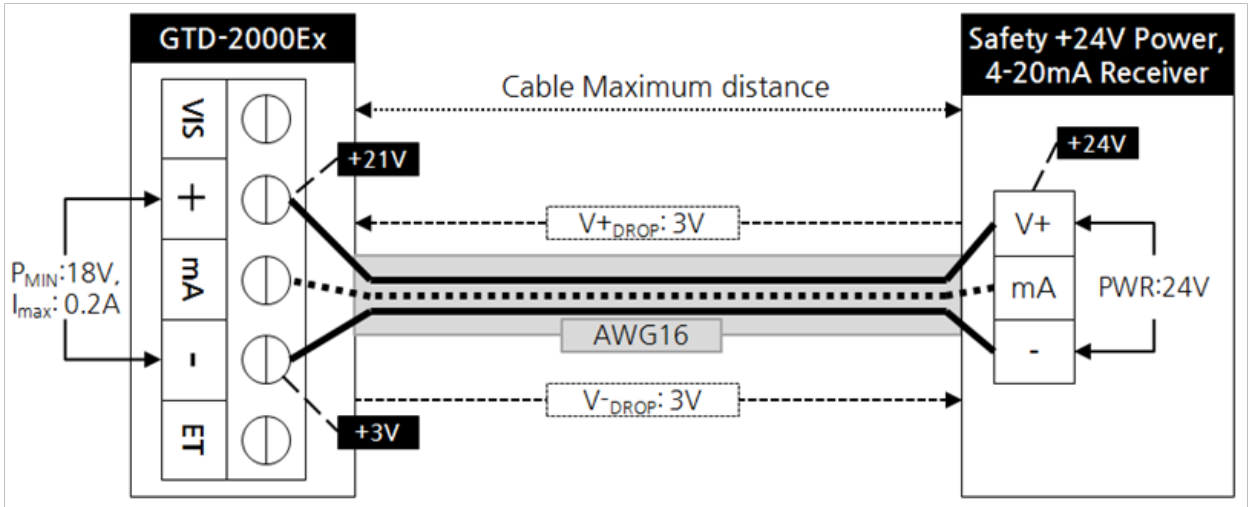 GTD-2000Ex
Safety +24V Power,
4-20mA Receiver
Cable Maximum distance
VIS
+
mA
-
ET
+21V
+24V
V+DROP: 3V
PMIN:18V,
Imax: 0.2A
V+
mA
-
PWR:24V
AWG16
V-DROP: 3V
+3V